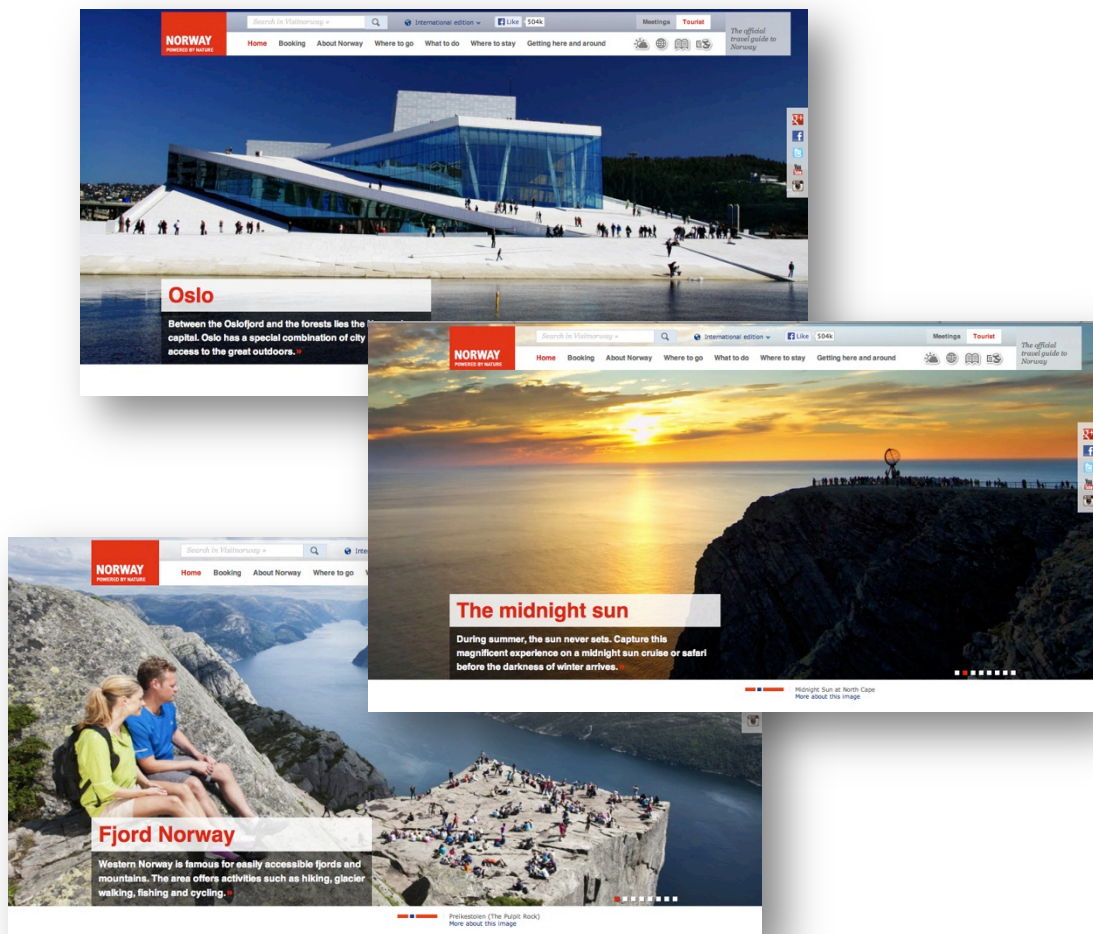 Search in Visitnorway »
International edition
Like 504k
Meetings Tourist
NORWAY
POWERED BY NATURE
Home Booking About Norway Where to go What to do Where to stay Getting here and around
The official
travel guide to
Norway
Oslo
Between the Oslofjord and the forests lies the
capital. Oslo has a special combination of city
access to the great outdoors.»
Search in Visitnorway »
International edition
Like 504k
Meetings Tourist
NORWAY
POWERED BY NATURE
Home Booking About Norway Where to go What to do Where to stay Getting here and around
The official
travel guide to
Norway
The midnight sun
During summer, the sun never sets. Capture this
magnificent experience on a midnight sun cruise or safari
before the darkness of winter arrives.»
Midnight Sun at North Cape
More about this image
Search in Visitnorway »
NORWAY
POWERED BY NATURE
Home Booking About Norway Where to go
Fjord Norway
Western Norway is famous for easily accessible fjords and
mountains. The area offers activities such as hiking, glacier
walking, fishing and cycling.»
Preikestolen (The Pulpit Rock)
More about this image